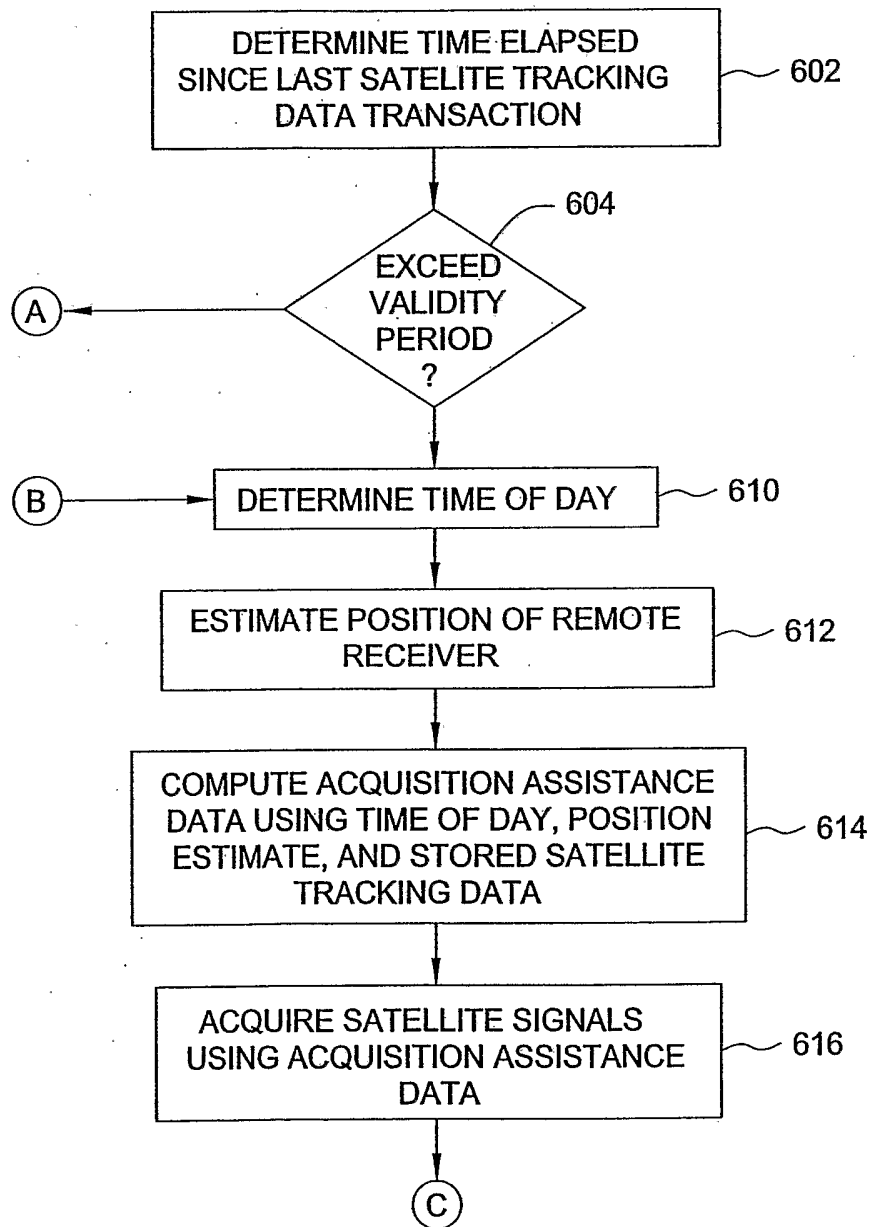 DETERMINE TIME ELAPSED
SINCE LAST SATELITE TRACKING
DATA TRANSACTION
602
604
EXCEED
VALIDITY
PERIOD
?
A
B
DETERMINE TIME OF DAY
610
ESTIMATE POSITION OF REMOTE
RECEIVER
612
COMPUTE ACQUISITION ASSISTANCE
DATA USING TIME OF DAY, POSITION
ESTIMATE, AND STORED SATELLITE
TRACKING DATA
614
ACQUIRE SATELLITE SIGNALS
USING ACQUISITION ASSISTANCE
DATA
616
C